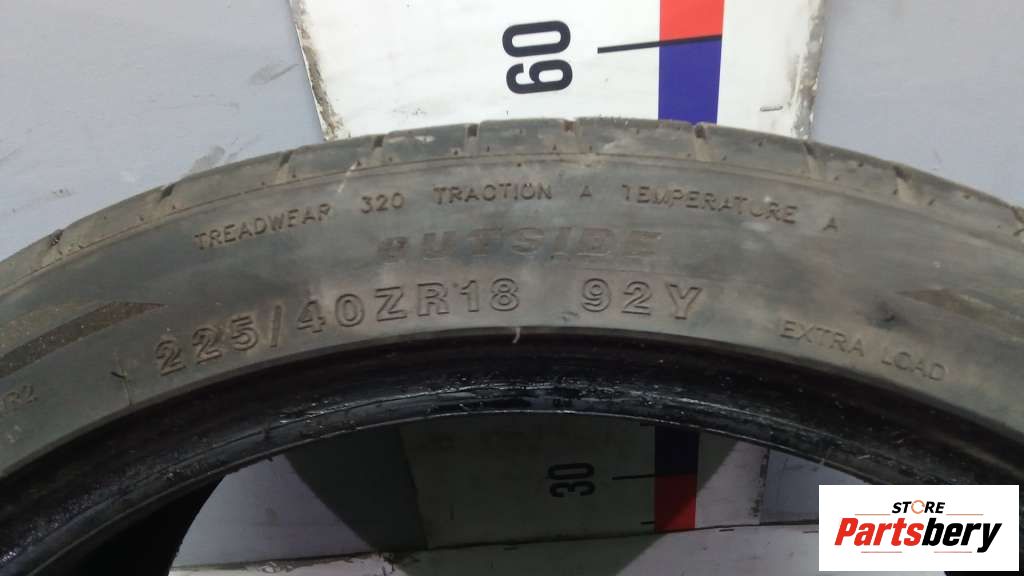 60
TREADWEAR 320 TRACTION A TEMPERATURE A
OUTSIDE
225/40ZR18 92Y
EXTRA LOAD
30
STORE
Partsbery